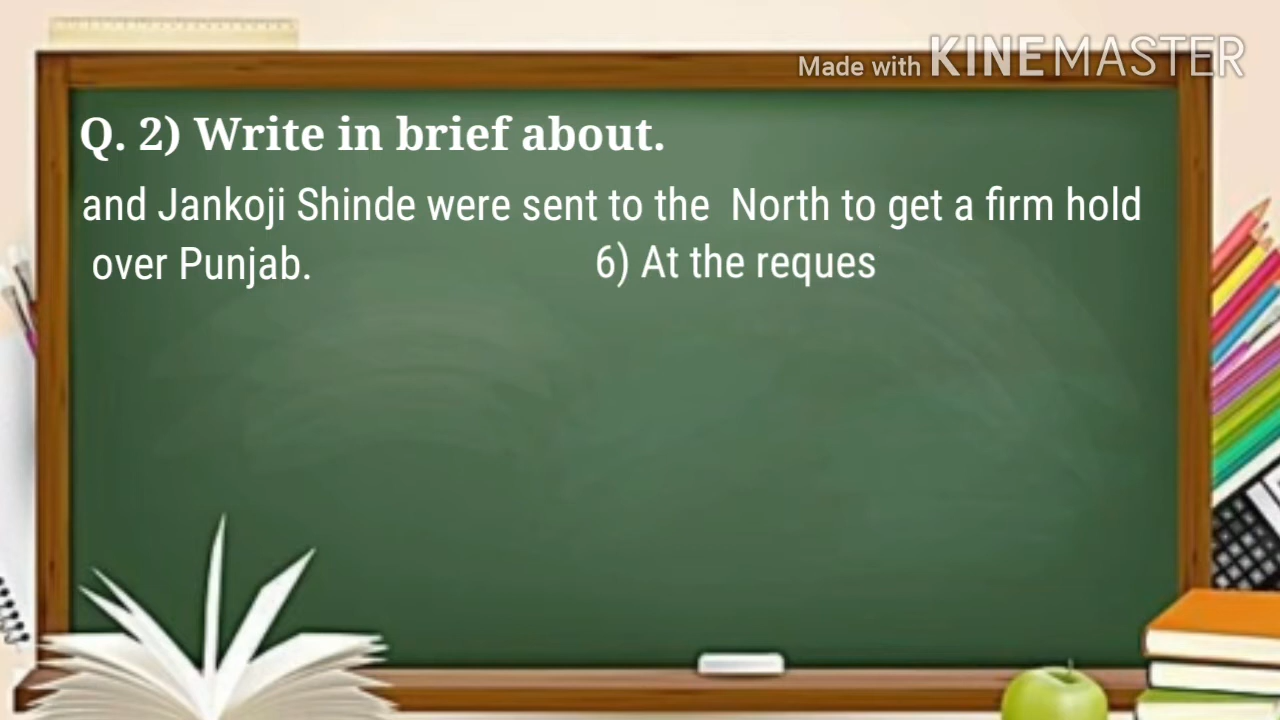 Made with KINEMASTER
Q. 2) Write in brief about.
and Jankoji Shinde were sent to the North to get a firm hold
over Punjab. 6) At the reques